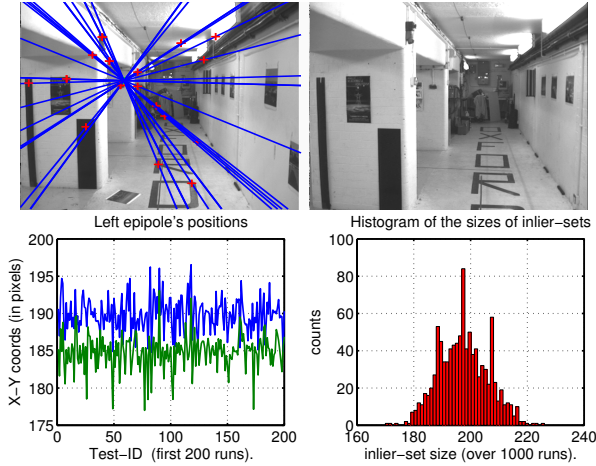 Left epipole's positions
200
195
190
185
180
175
X−Y coords (in pixels)
0 50 100 150 200
Test−ID (first 200 runs).
Histogram of the sizes of inlier-sets
100
80
60
40
20
0
counts
160 180 200 220 240
inlier-set size (over 1000 runs).